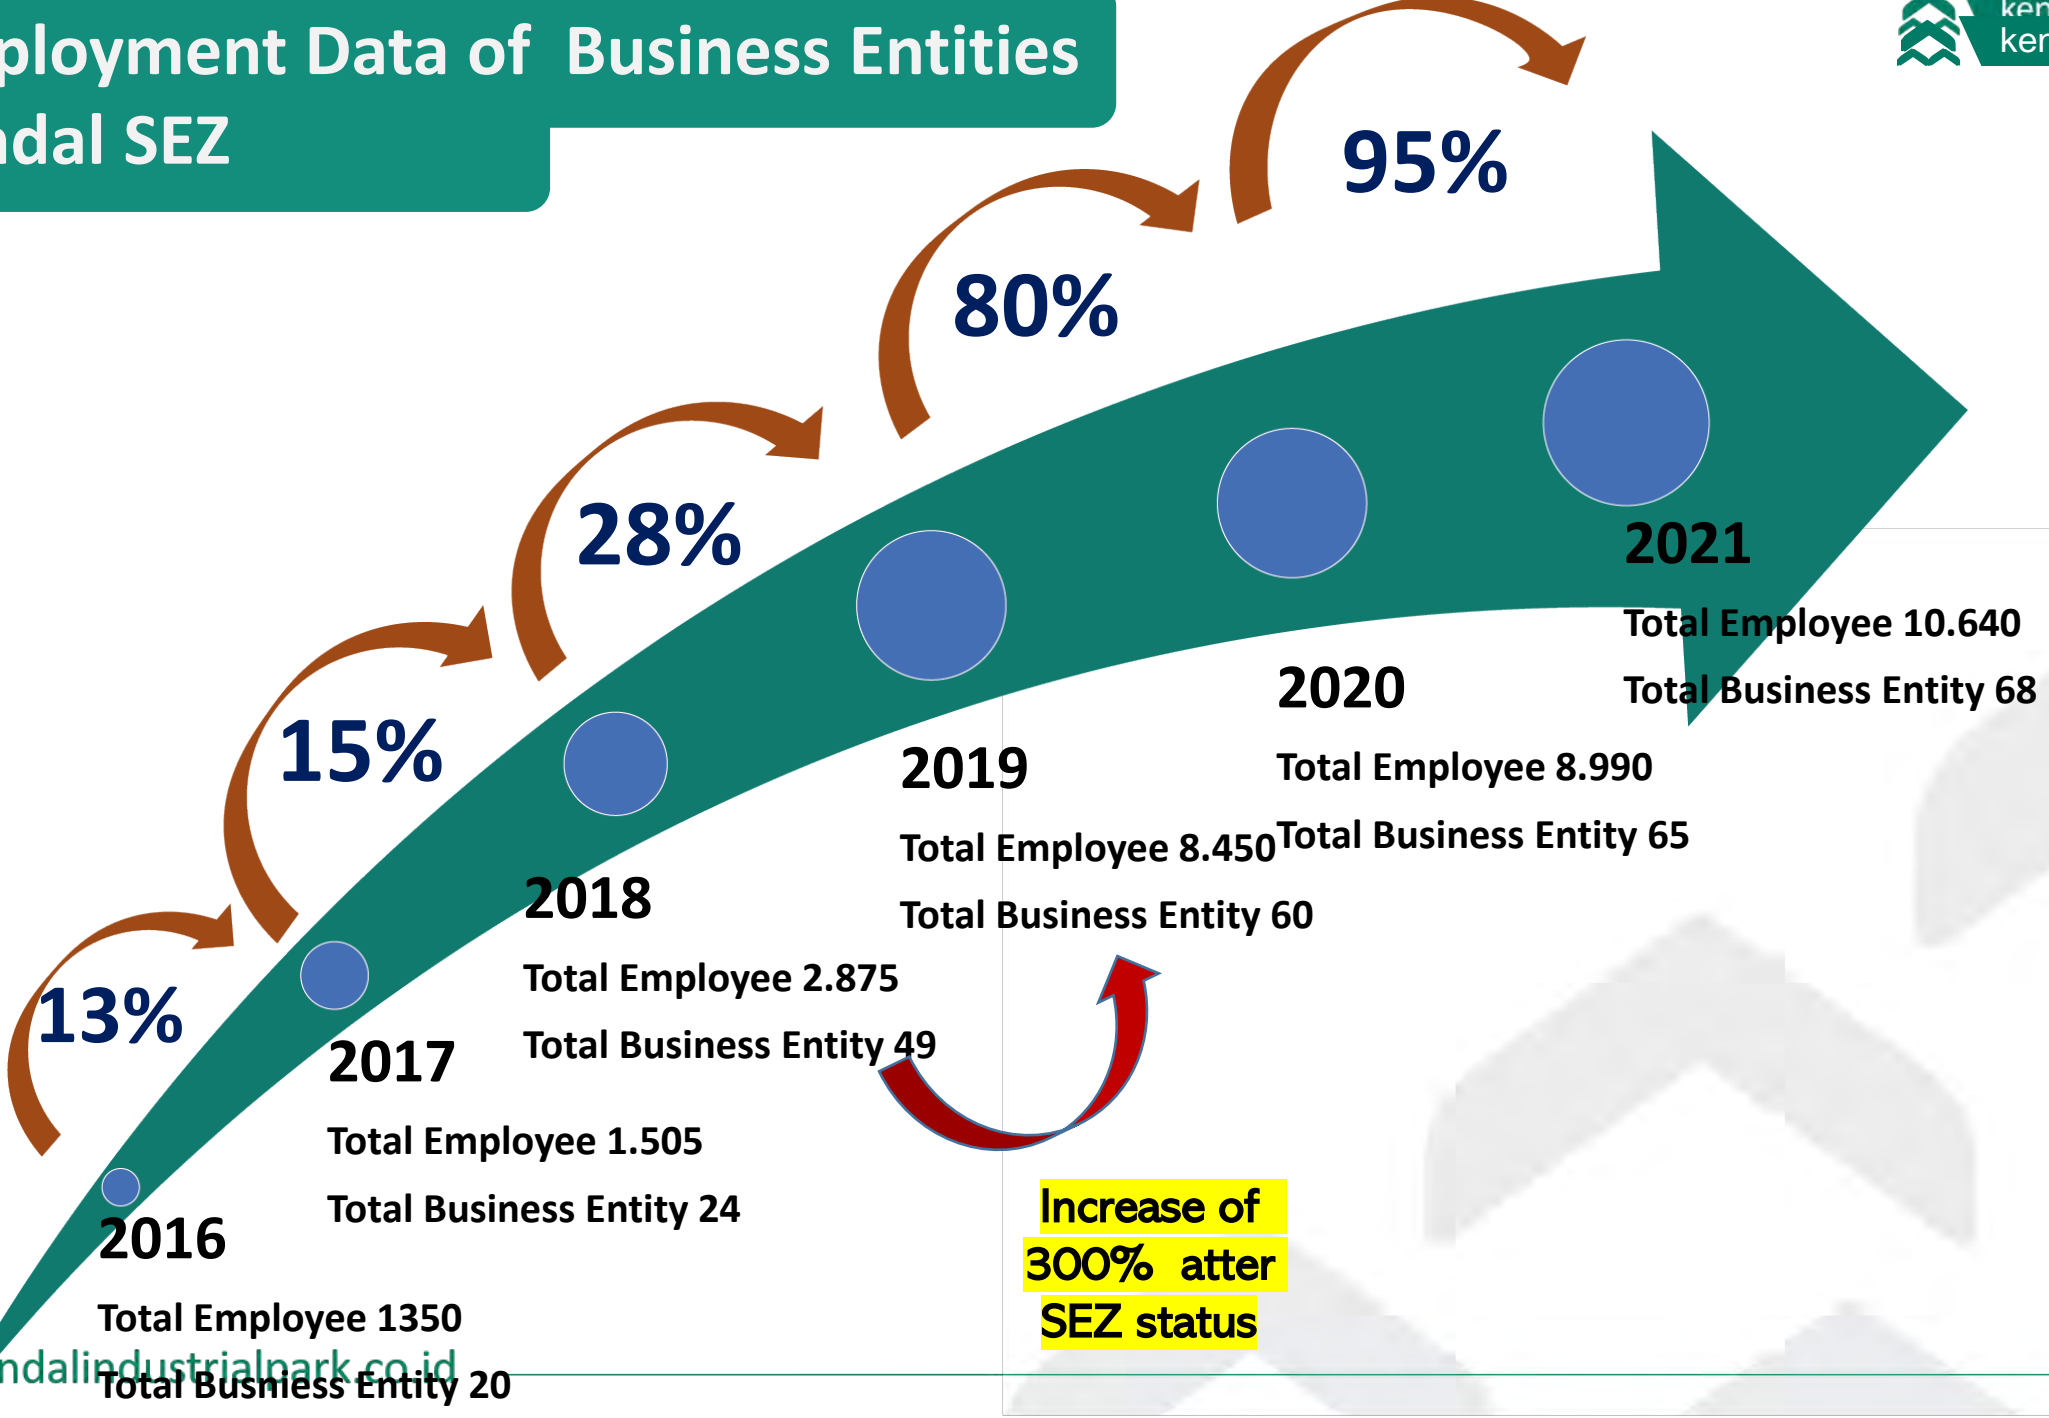 ployment Data of Business Entities
ndal SEZ
ken
ken
95%
80%
28%
15%
13%
2021
Total Employee 10.640
Total Business Entity 68
2020
Total Employee 8.990
Total Business Entity 65
2019
Total Employee 8.450
Total Business Entity 60
2018
Total Employee 2.875
Total Business Entity 49
2017
Total Employee 1.505
Total Business Entity 24
2016
Total Employee 1350
Total Busniess Entity 20
Increase of
300% atter
SEZ status
ndalindustrialpark.co.id